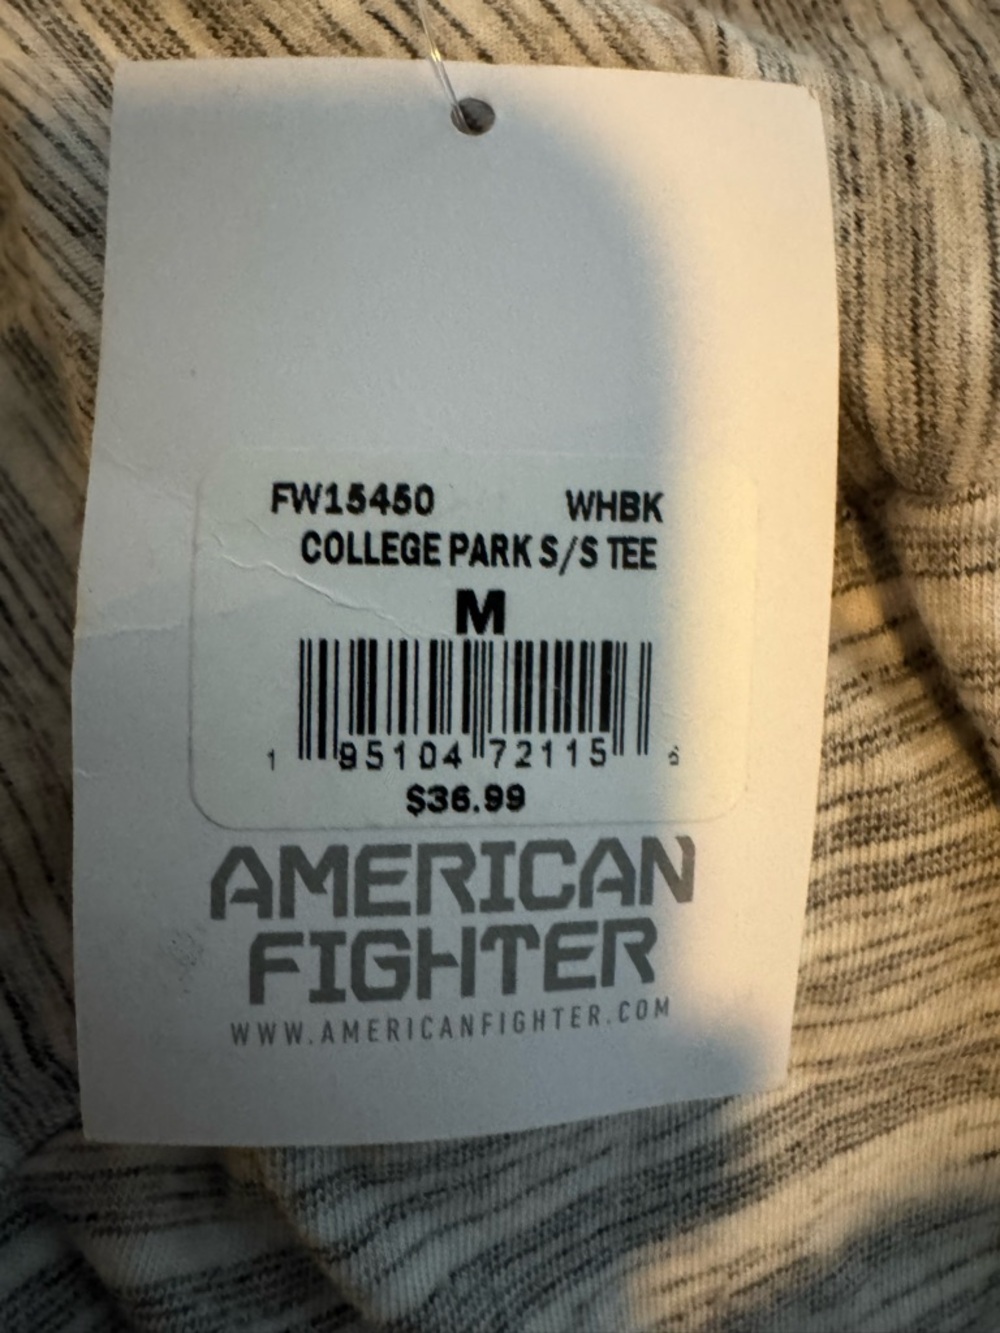 FW15450 WHBK
COLLEGE PARK S/S TEE
M
1 95104 72115 6
$36.99
AMERICAN
FIGHTER
WWW.AMERICANFIGHTER.COM